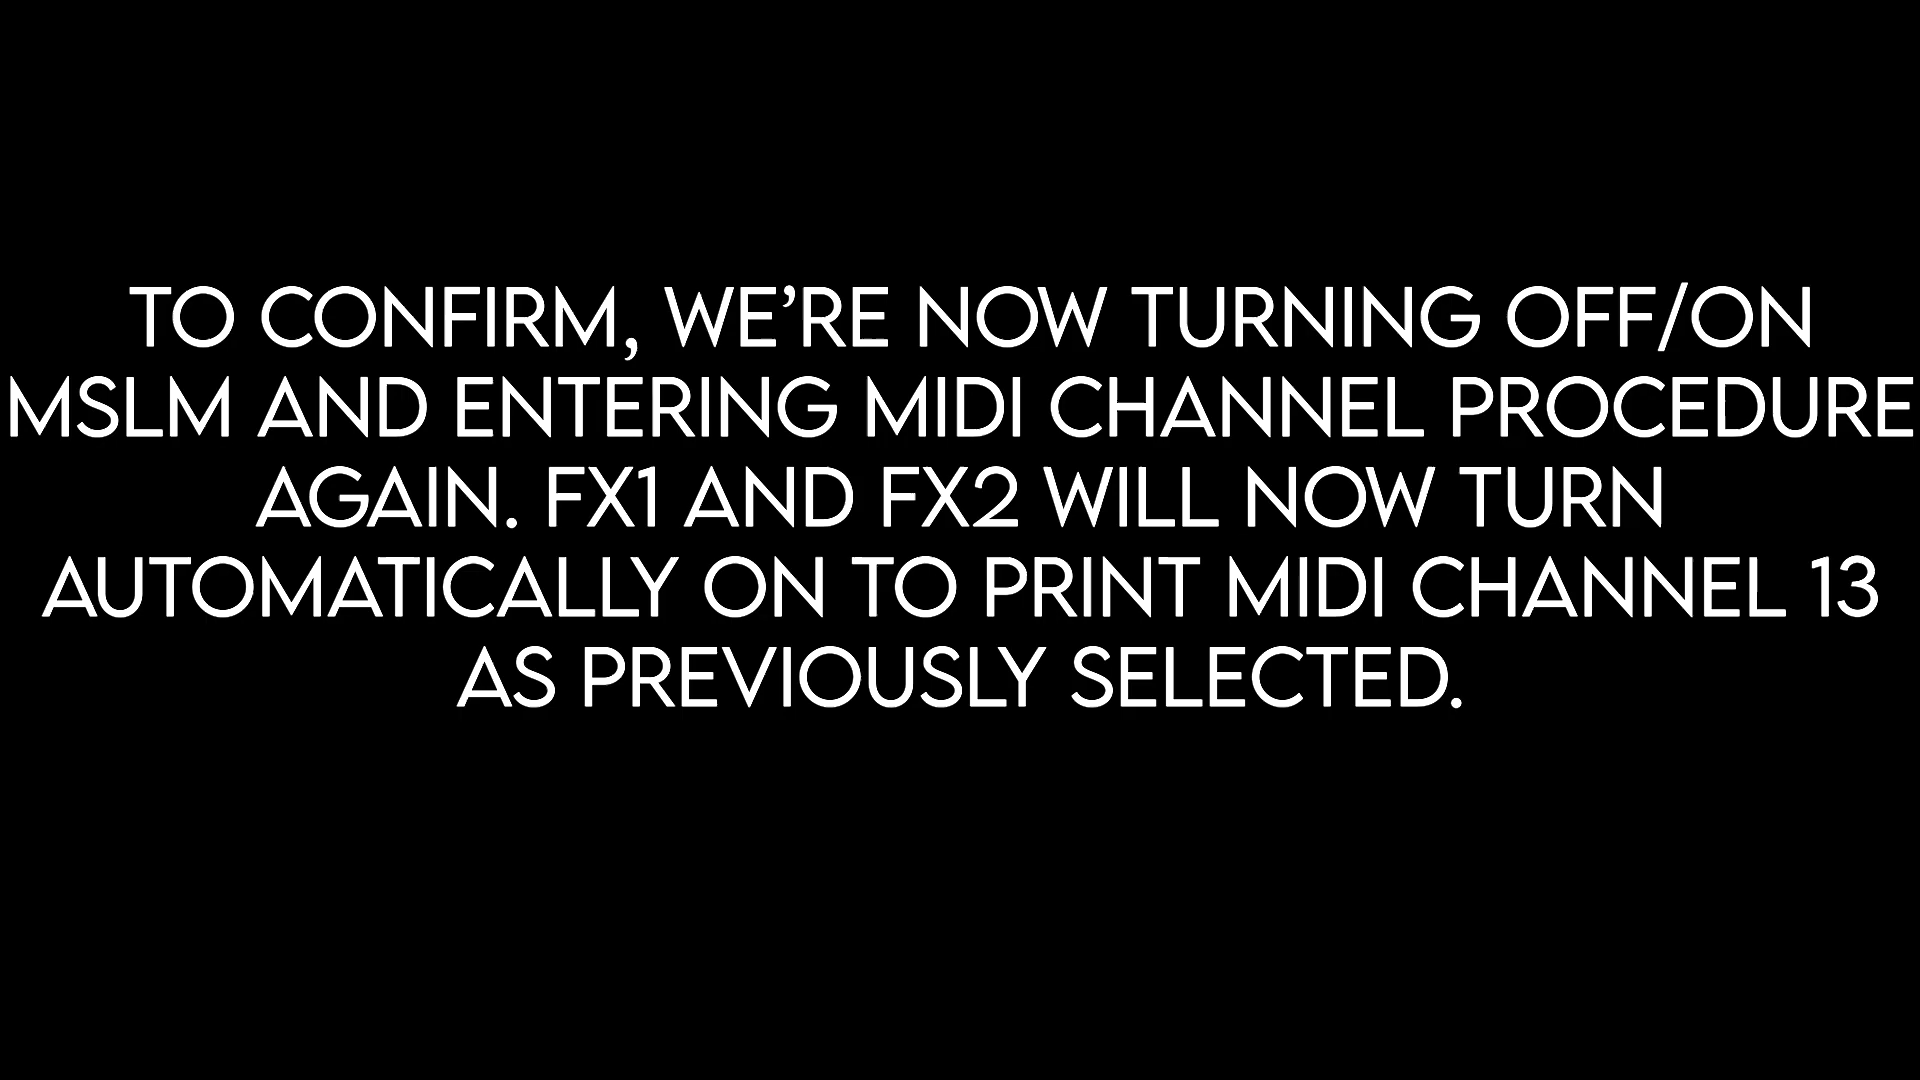 TO CONFIRM, WE’RE NOW TURNING OFF/ON
MSLM AND ENTERING MIDI CHANNEL PROCEDURE
AGAIN. FX1 AND FX2 WILL NOW TURN
AUTOMATICALLY ON TO PRINT MIDI CHANNEL 13
AS PREVIOUSLY SELECTED.